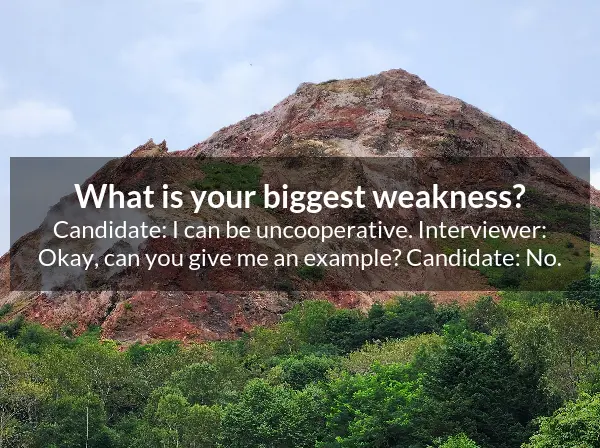 What is your biggest weakness?
Candidate: I can be uncooperative. Interviewer:
Okay, can you give me an example? Candidate: No.